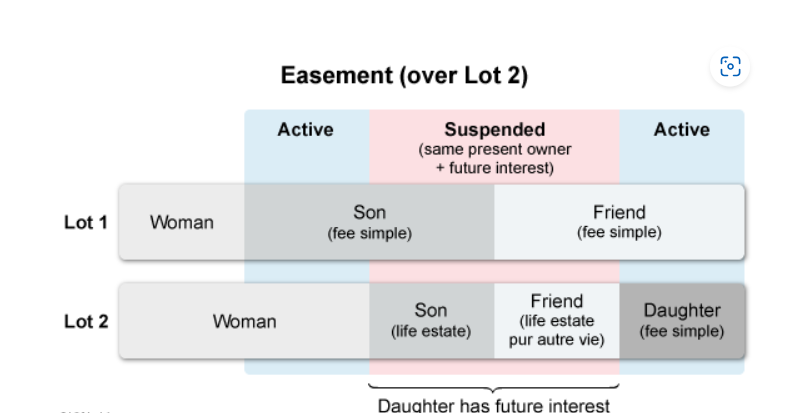 Easement (over Lot 2)
Active
Suspended
(same present owner
+ future interest)
Active
Lot 1
Woman
Son
(fee simple)
Friend
(fee simple)
Lot 2
Woman
Son
(life estate)
Friend
(life estate
pur autre vie)
Daughter
(fee simple)
Daughter has future interest